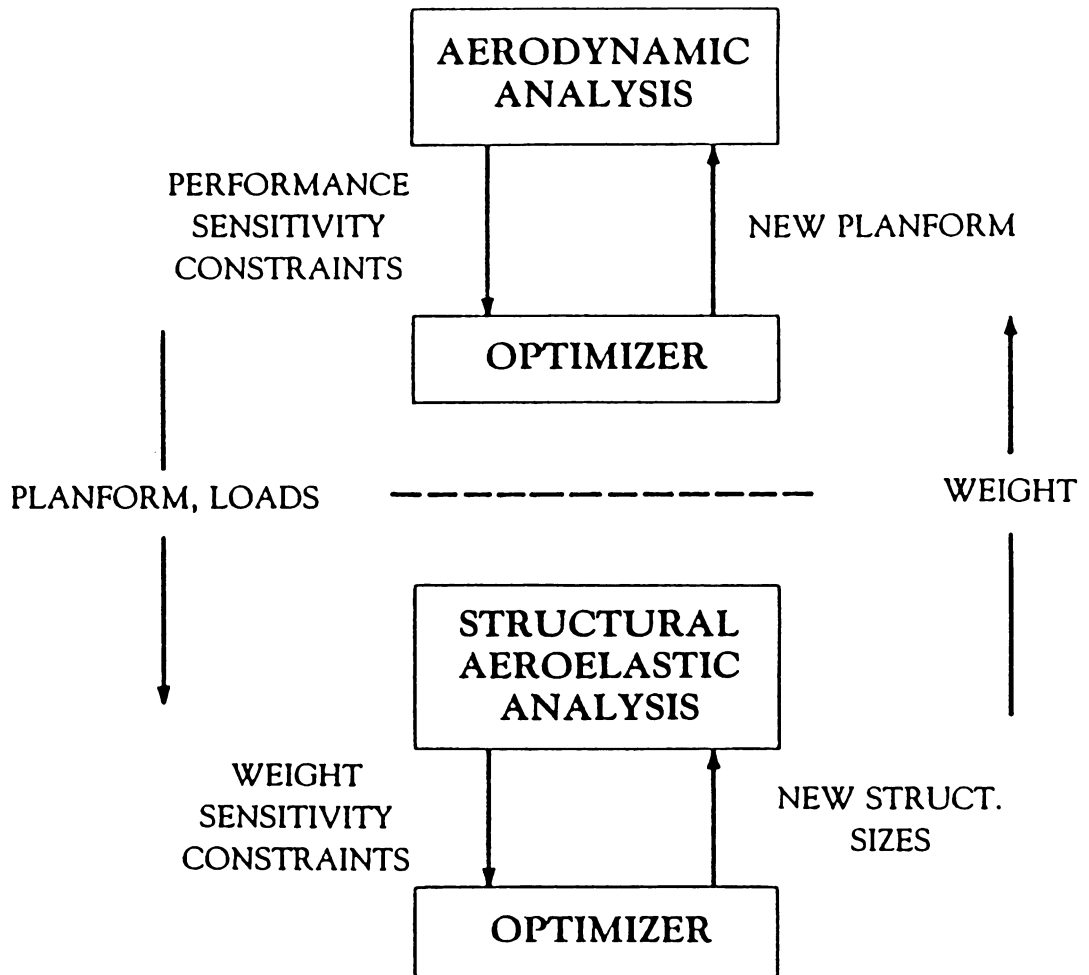 AERODYNAMIC
ANALYSIS
PERFORMANCE
SENSITIVITY
CONSTRAINTS
NEW PLANFORM
OPTIMIZER
PLANFORM, LOADS
WEIGHT
STRUCTURAL
AEROELASTIC
ANALYSIS
WEIGHT
SENSITIVITY
CONSTRAINTS
NEW STRUCT.
SIZES
OPTIMIZER